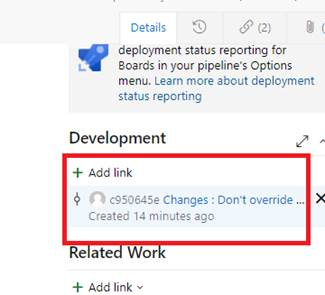 Details
(2)
deployment status reporting for
Boards in your pipeline's Options
menu. Learn more about deployment
status reporting
Development
+ Add link
c950645e Changes : Don't override ...
Created 14 minutes ago
Related Work
+ Add link